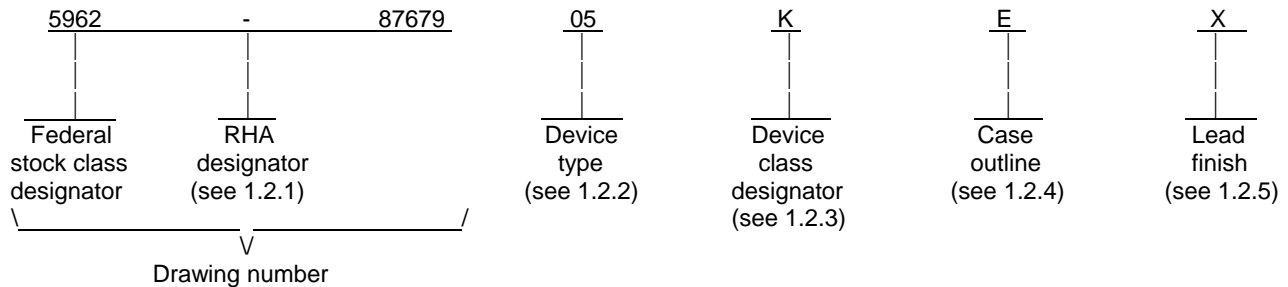 5962 - 87679 05 K E X
Federal RHA Device Device Case Lead
stock class designator type class outline finish
designator (see 1.2.1) (see 1.2.2) designator (see 1.2.4) (see 1.2.5)
(see 1.2.3)
\ /
\/
Drawing number